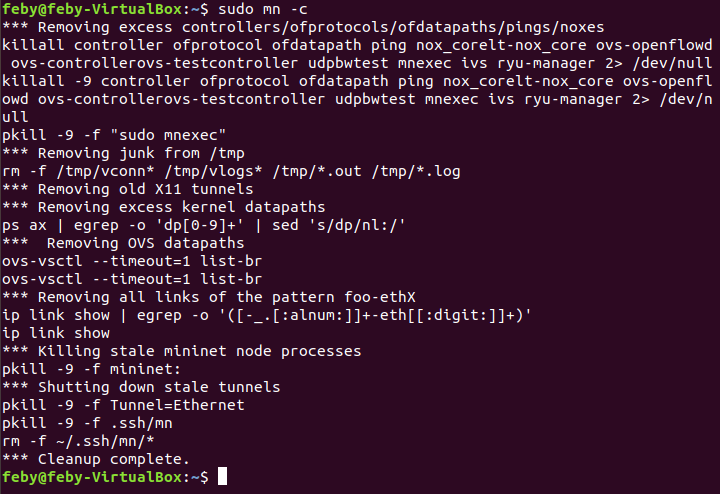 feby@feby-VirtualBox:~$ sudo mn -c
*** Removing excess controllers/ofprotocols/ofdatapaths/pings/noxes
killall controller ofprotocol ofdatapath ping nox_corelt-nox_core ovs-openflowd
 ovs-controllerovs-testcontroller udpbwtest mnexec ivs ryu-manager 2> /dev/null
killall -9 controller ofprotocol ofdatapath ping nox_corelt-nox_core ovs-openfl
owd ovs-controllerovs-testcontroller udpbwtest mnexec ivs ryu-manager 2> /dev/n
ull
pkill -9 -f "sudo mnexec"
*** Removing junk from /tmp
rm -f /tmp/vconn* /tmp/vlogs* /tmp/*.out /tmp/*.log
*** Removing old X11 tunnels
*** Removing excess kernel datapaths
ps ax | egrep -o 'dp[0-9]+' | sed 's/dp/nl:/'
***  Removing OVS datapaths
ovs-vsctl --timeout=1 list-br
ovs-vsctl --timeout=1 list-br
*** Removing all links of the pattern foo-ethX
ip link show | egrep -o '([-_.[:alnum:]]+-eth[[:digit:]]+)'
ip link show
*** Killing stale mininet node processes
pkill -9 -f mininet:
*** Shutting down stale tunnels
pkill -9 -f Tunnel=Ethernet
pkill -9 -f .ssh/mn
rm -f ~/.ssh/mn/*
*** Cleanup complete.
feby@feby-VirtualBox:~$